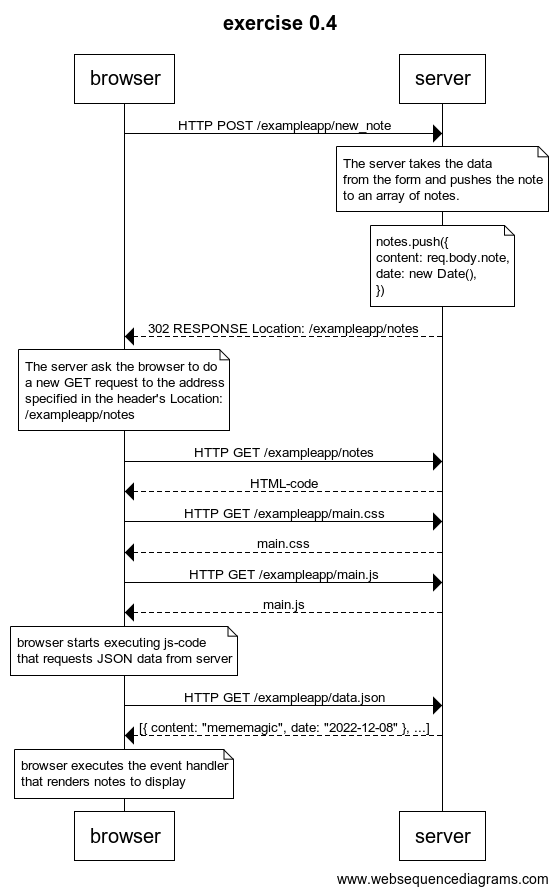 exercise 0.4
browser
server
HTTP POST /exampleapp/new_note
The server takes the data
from the form and pushes the note
to an array of notes.
notes.push({
content: req.body.note,
date: new Date(),
})
302 RESPONSE Location: /exampleapp/notes
The server ask the browser to do
a new GET request to the address
specified in the header's Location:
/exampleapp/notes
HTTP GET /exampleapp/notes
HTML-code
HTTP GET /exampleapp/main.css
main.css
HTTP GET /exampleapp/main.js
main.js
browser starts executing js-code
that requests JSON data from server
HTTP GET /exampleapp/data.json
[{ content: "mememagic", date: "2022-12-08" }, ...]
browser executes the event handler
that renders notes to display
browser
server
www.websequencediagrams.com